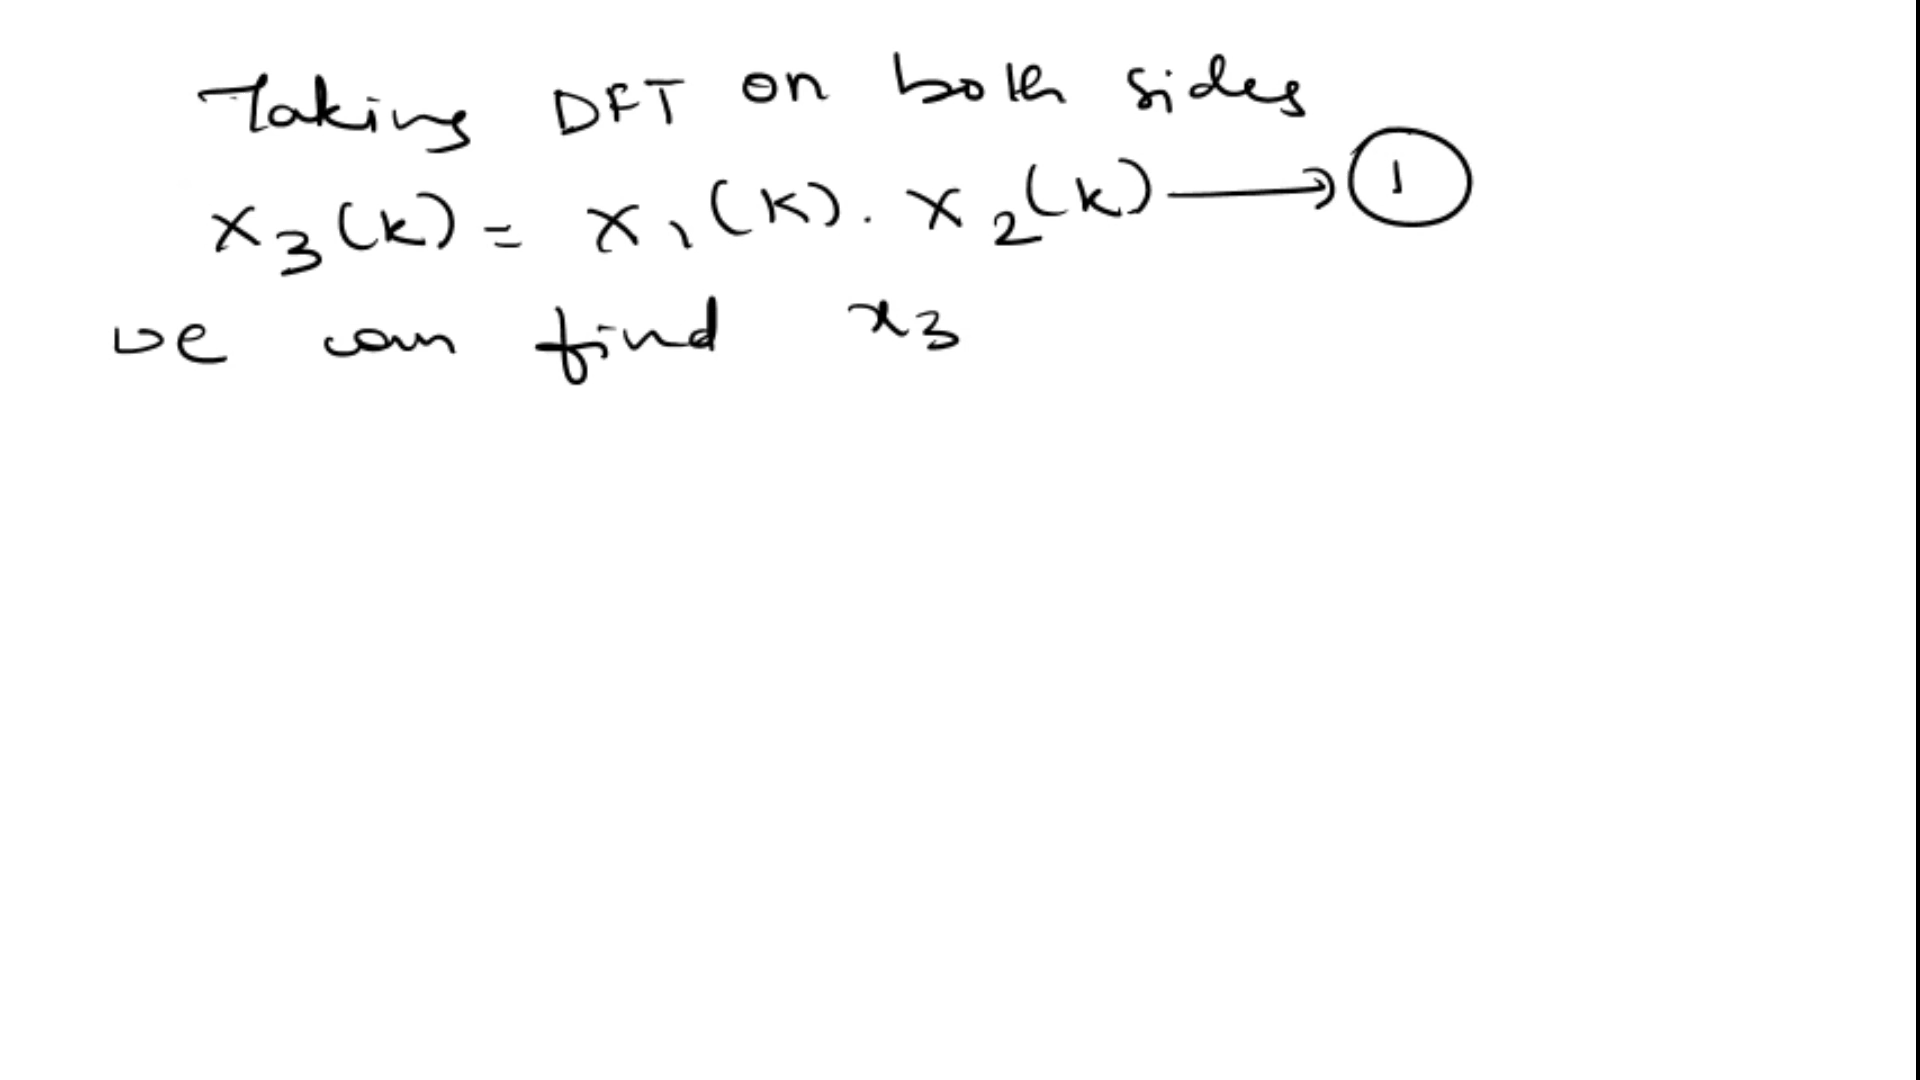 Taking DFT on both sides
X3(k) = X1(k). X2(k) → 1
we can find x3